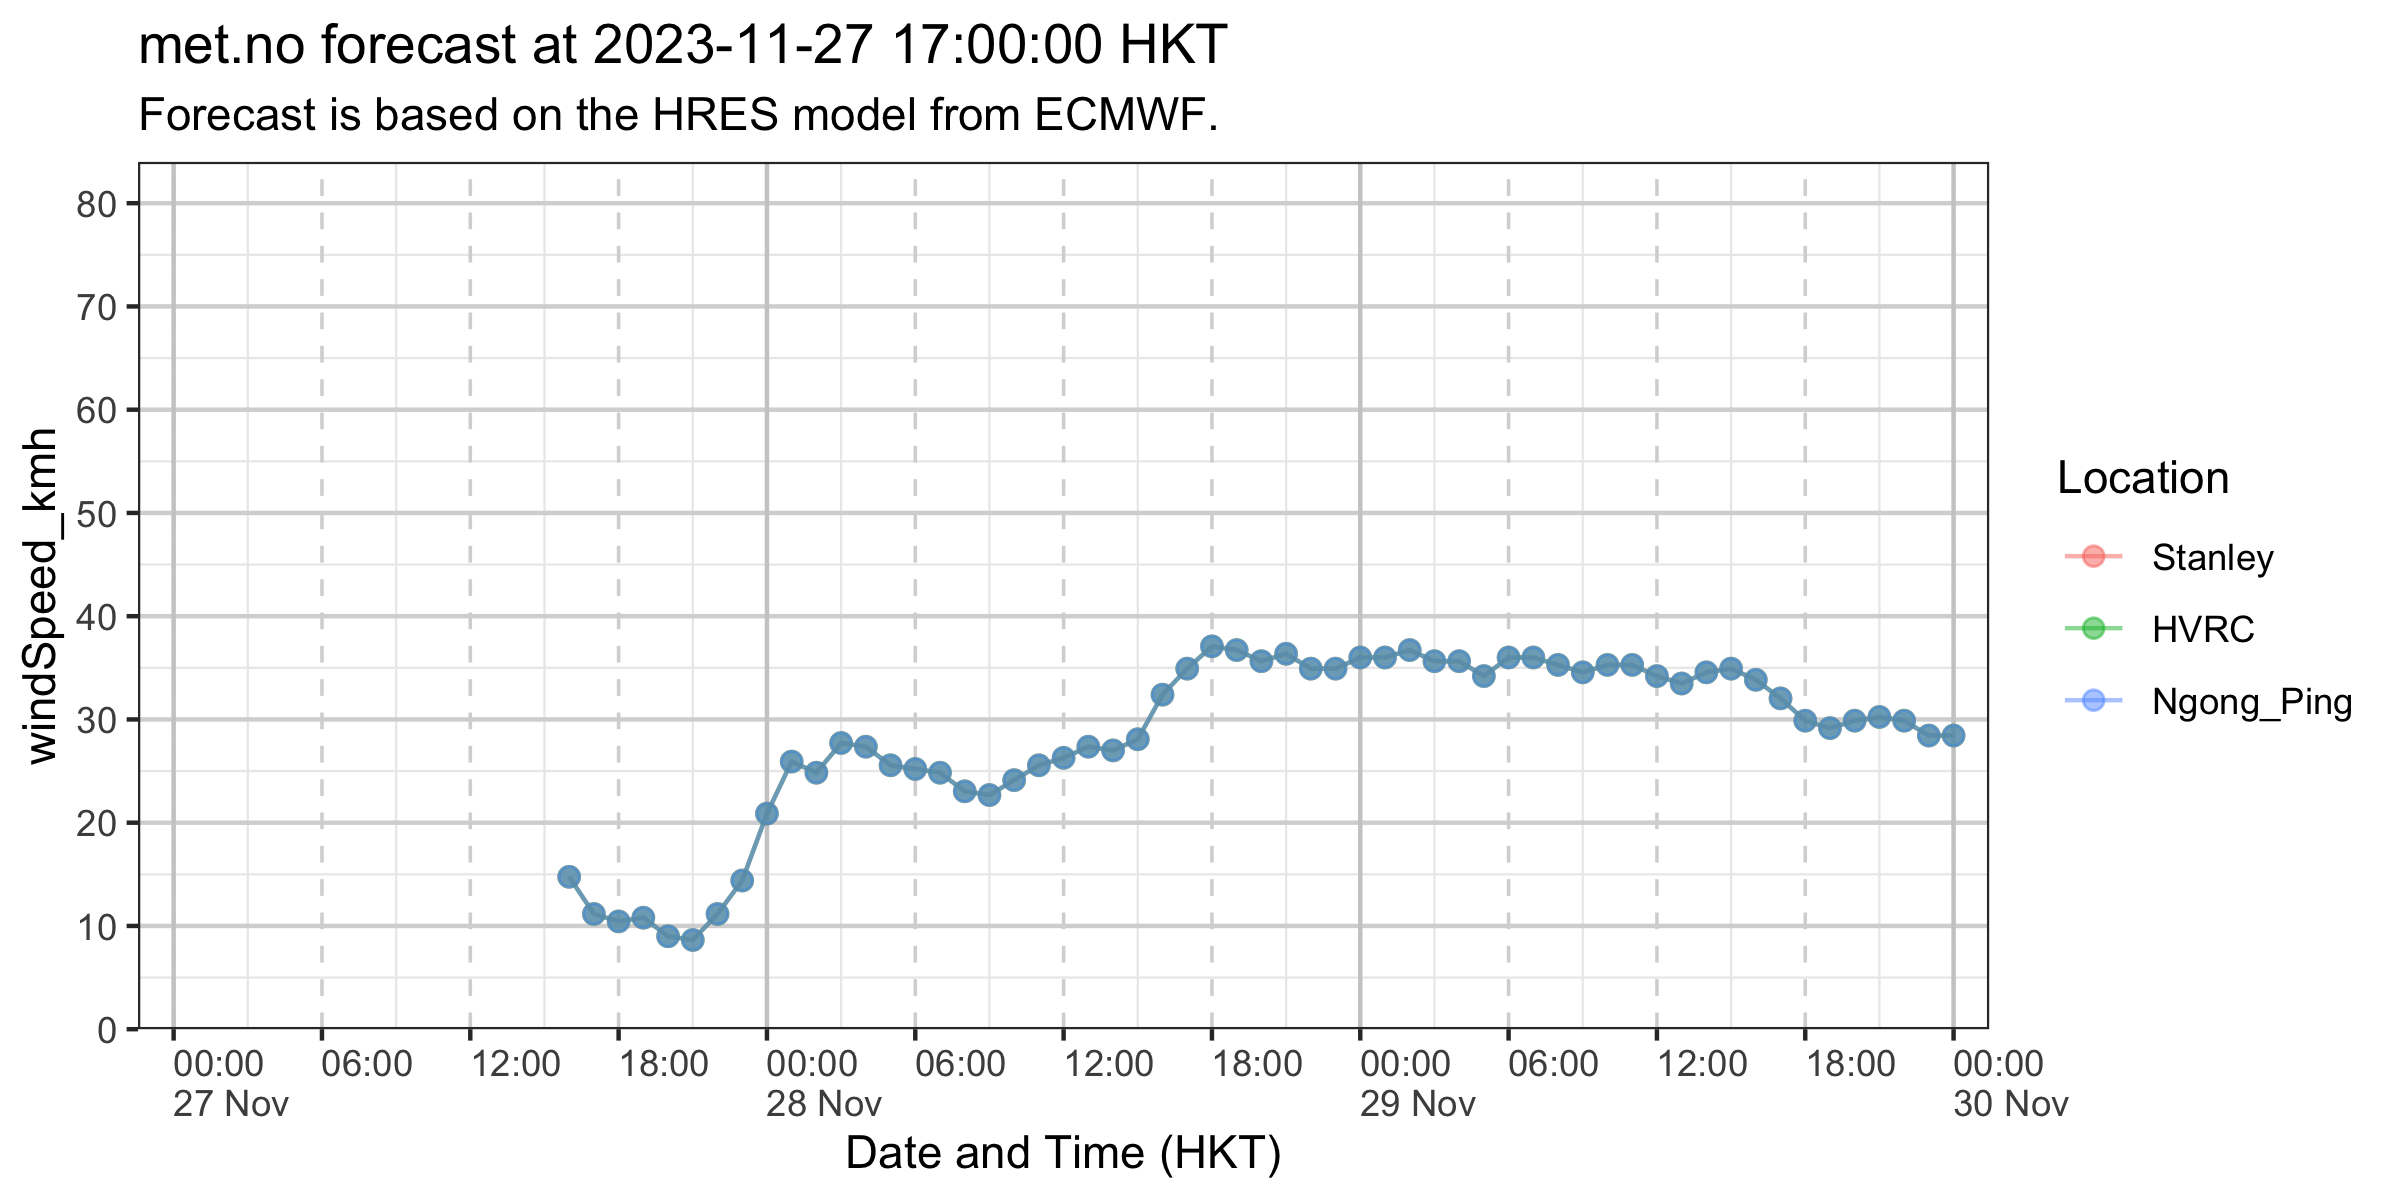 met.no forecast at 2023-11-27 17:00:00 HKT
Forecast is based on the HRES model from ECMWF.
windSpeed_kmh
80
70
60
50
40
30
20
10
0
00:00 06:00 12:00 18:00 00:00 06:00 12:00 18:00 00:00 06:00 12:00 18:00 00:00
27 Nov 28 Nov 29 Nov 30 Nov
Date and Time (HKT)
Location
Stanley
HVRC
Ngong_Ping